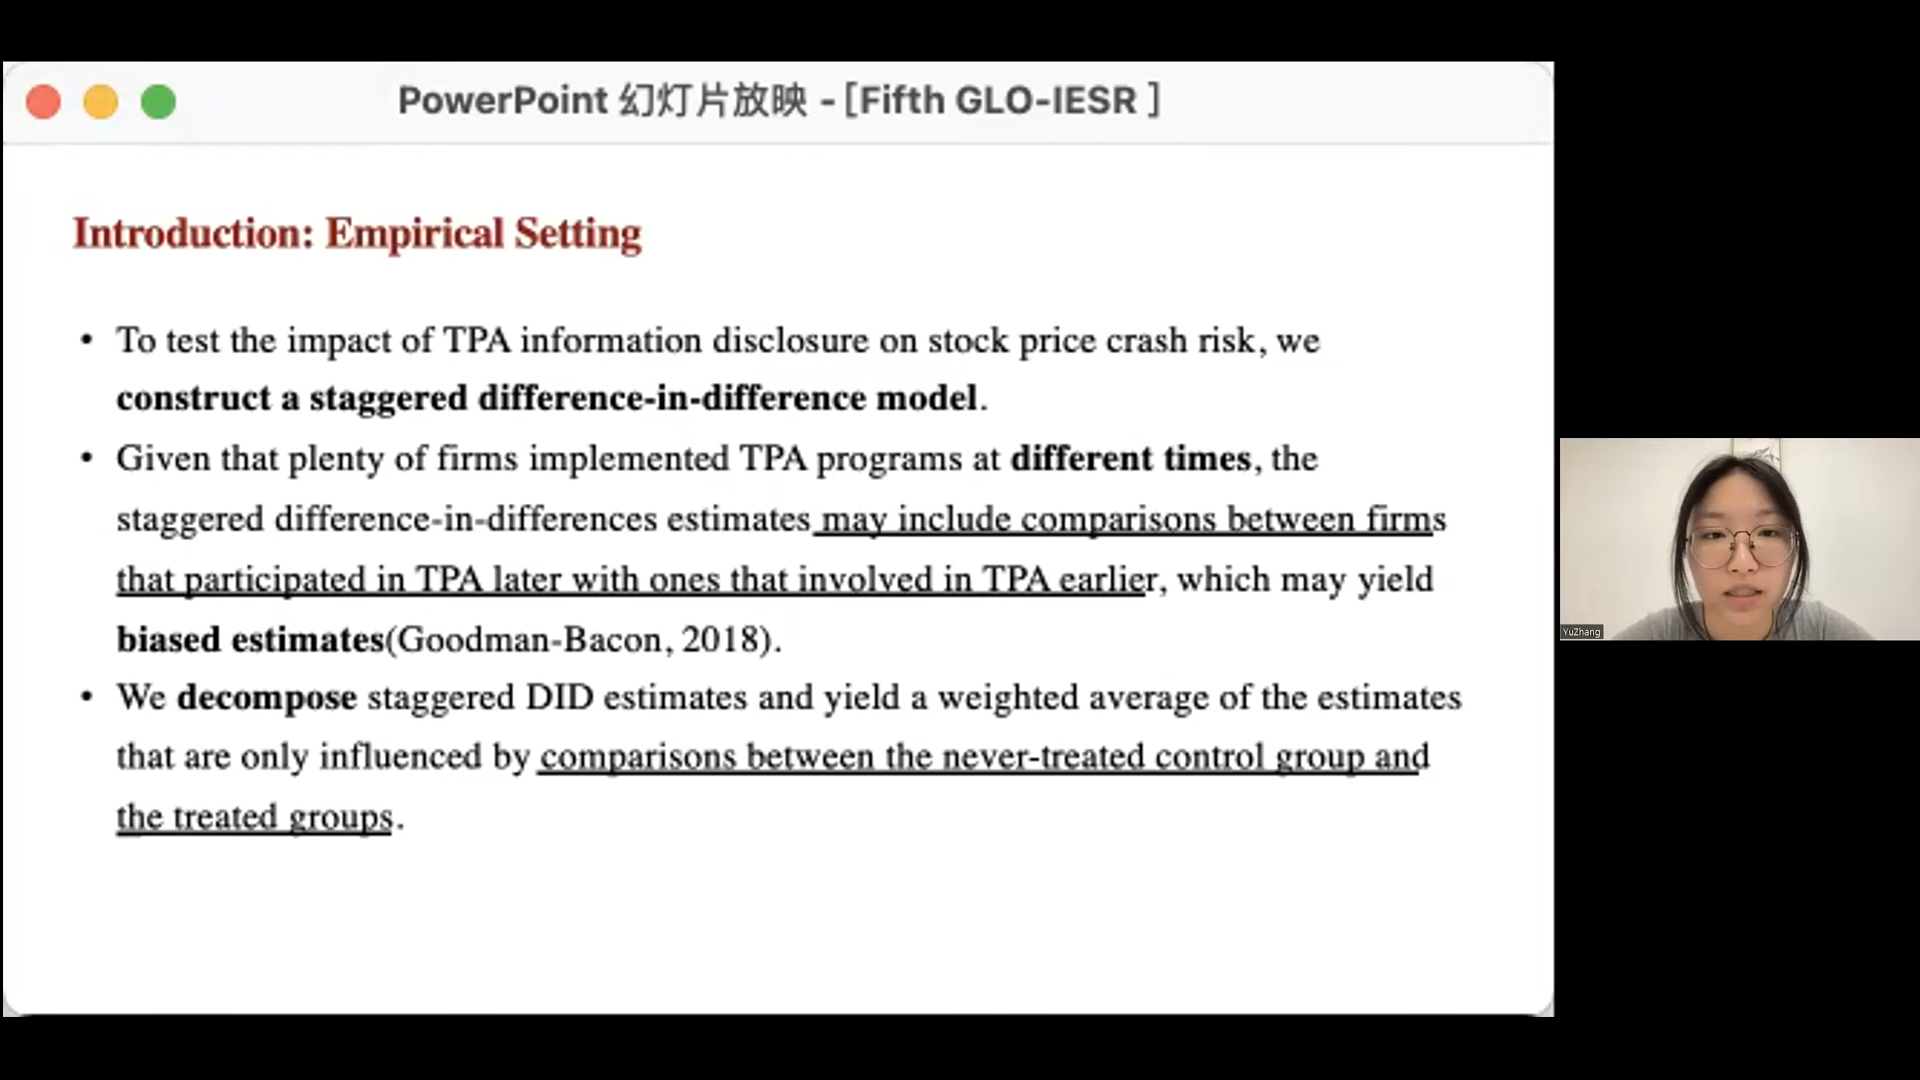 PowerPoint 幻灯片放映 - [Fifth GLO-IESR ]
Introduction: Empirical Setting
• To test the impact of TPA information disclosure on stock price crash risk, we
construct a staggered difference-in-difference model.
• Given that plenty of firms implemented TPA programs at different times, the
staggered difference-in-differences estimates may include comparisons between firms
that participated in TPA later with ones that involved in TPA earlier, which may yield
biased estimates(Goodman-Bacon, 2018).
• We decompose staggered DID estimates and yield a weighted average of the estimates
that are only influenced by comparisons between the never-treated control group and
the treated groups.
YuZhang